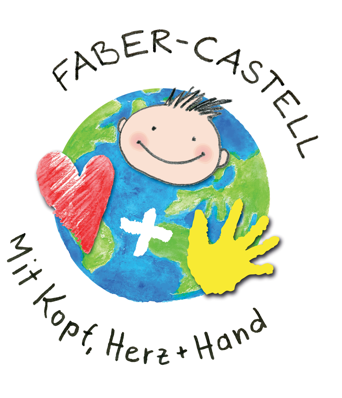 FABER-CASTELL
Mit Kopf, Herz + Hand